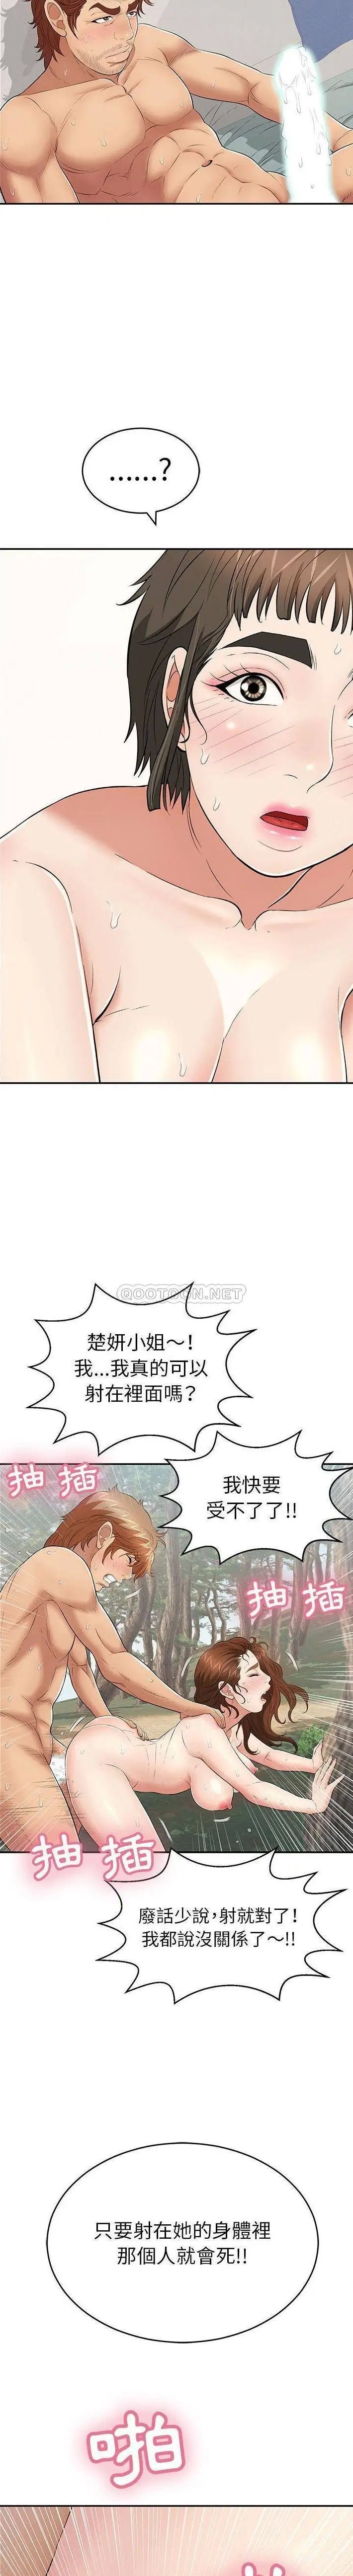 ......?
QOOTOON.NET
楚妍小姐～!
我...我真的可以
射在裡面嗎?
抽插
我快要
受不了了!!
抽插
抽插
廢話少說，射就對了!
我都說沒關係了～!!
只要射在她的身體裡
那個人就會死!!
啪